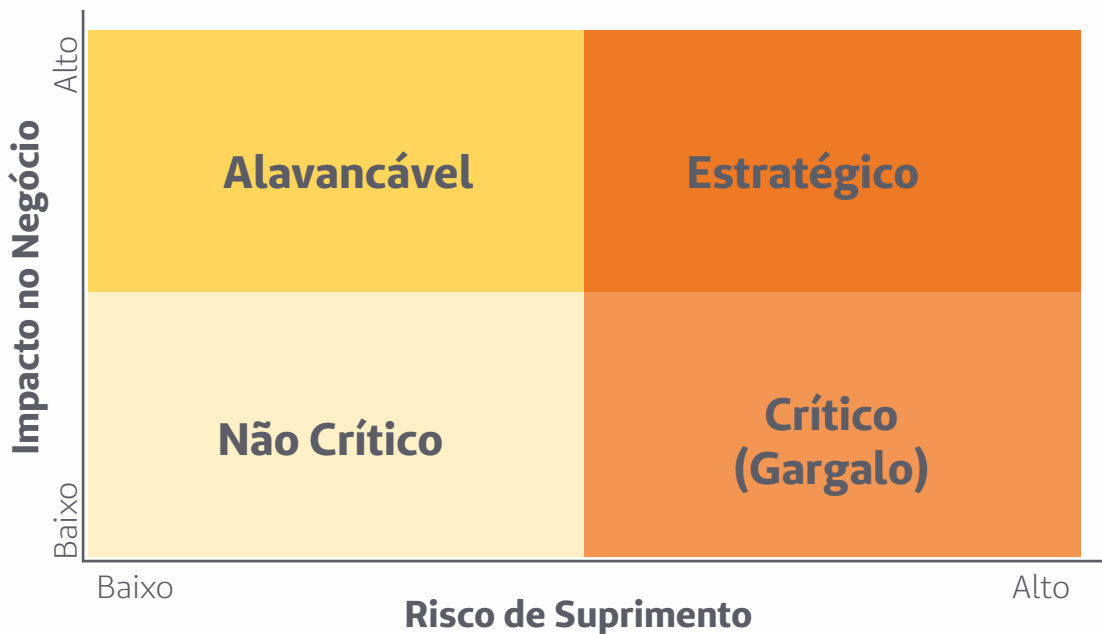 Alto
Impacto no Negócio
Baixo
Alavancável
Estratégico
Não Crítico
Crítico
(Gargalo)
Baixo
Alto
Risco de Suprimento